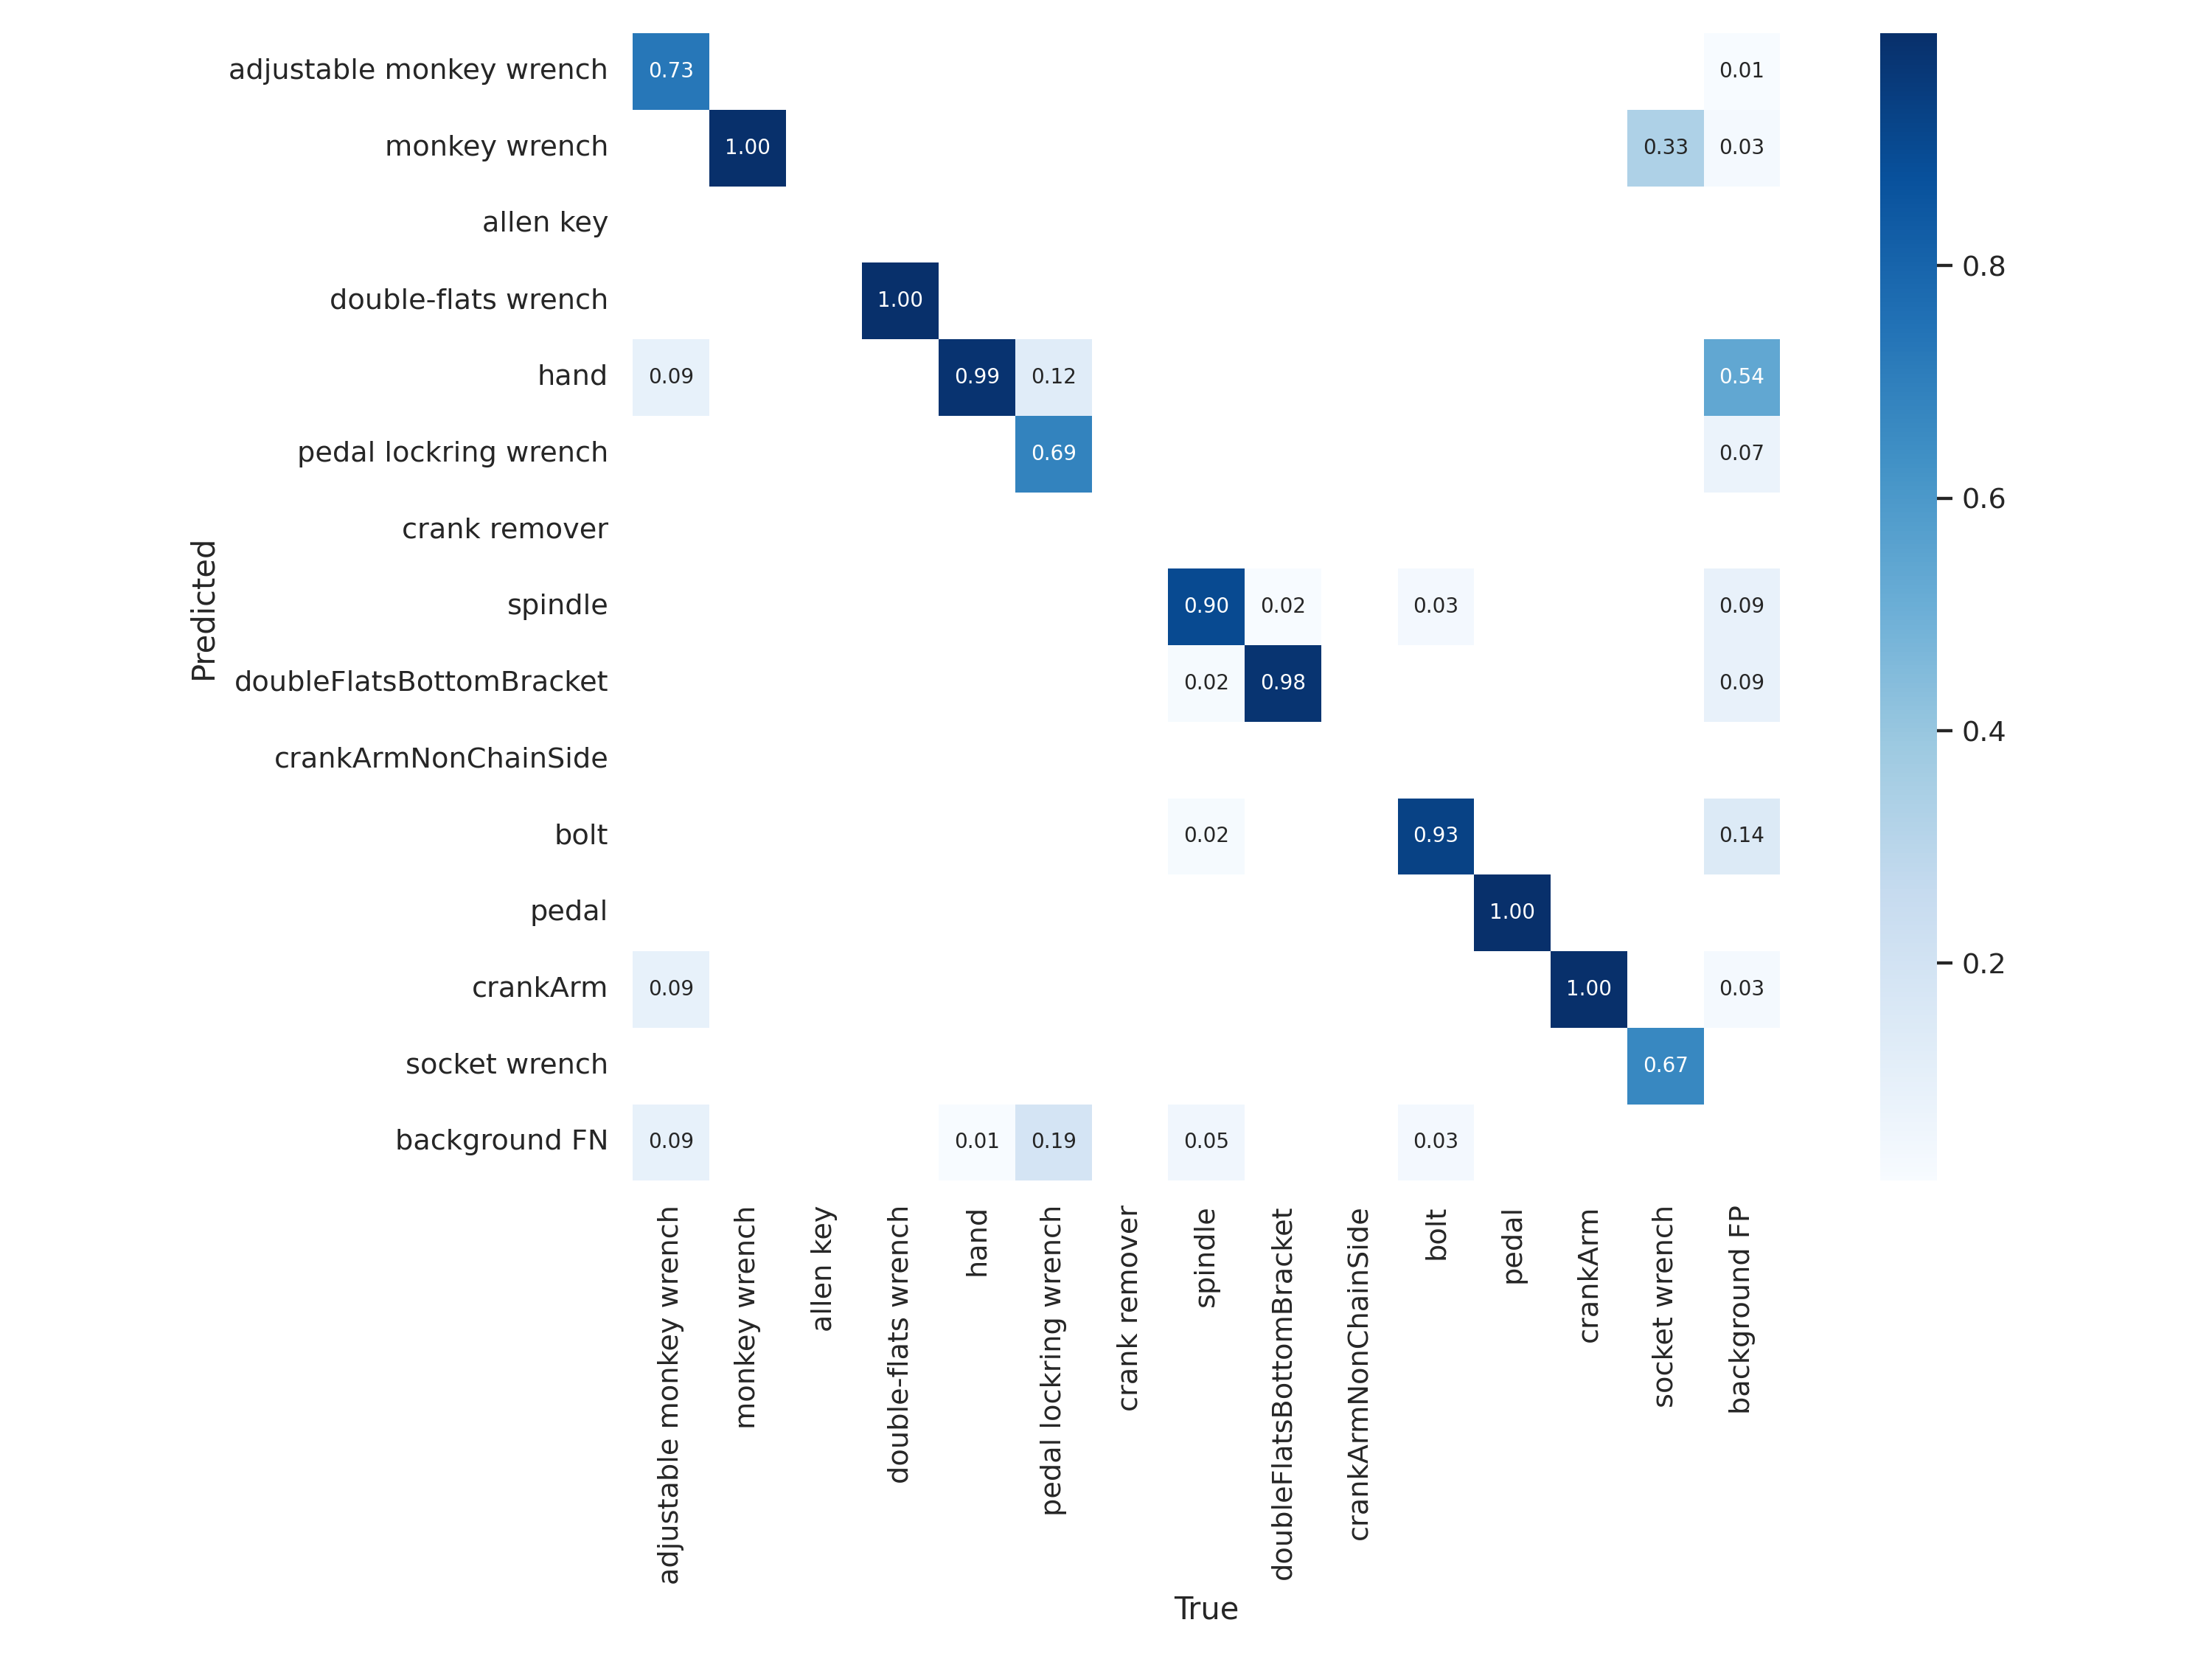 adjustable monkey wrench 0.73 0.01
monkey wrench 1.00 0.33 0.03
allen key
double-flats wrench 1.00
hand 0.09 0.99 0.12 0.54
pedal lockring wrench 0.69 0.07
crank remover
spindle 0.90 0.02 0.03 0.09
doubleFlatsBottomBracket 0.02 0.98 0.09
crankArmNonChainSide
bolt 0.02 0.93 0.14
pedal 1.00
crankArm 0.09 1.00 0.03
socket wrench 0.67
background FN 0.09 0.01 0.19 0.05 0.03
Predicted
adjustable monkey wrench
monkey wrench
allen key
double-flats wrench
hand
pedal lockring wrench
crank remover
spindle
doubleFlatsBottomBracket
crankArmNonChainSide
bolt
pedal
crankArm
socket wrench
background FP
True
0.8
0.6
0.4
0.2